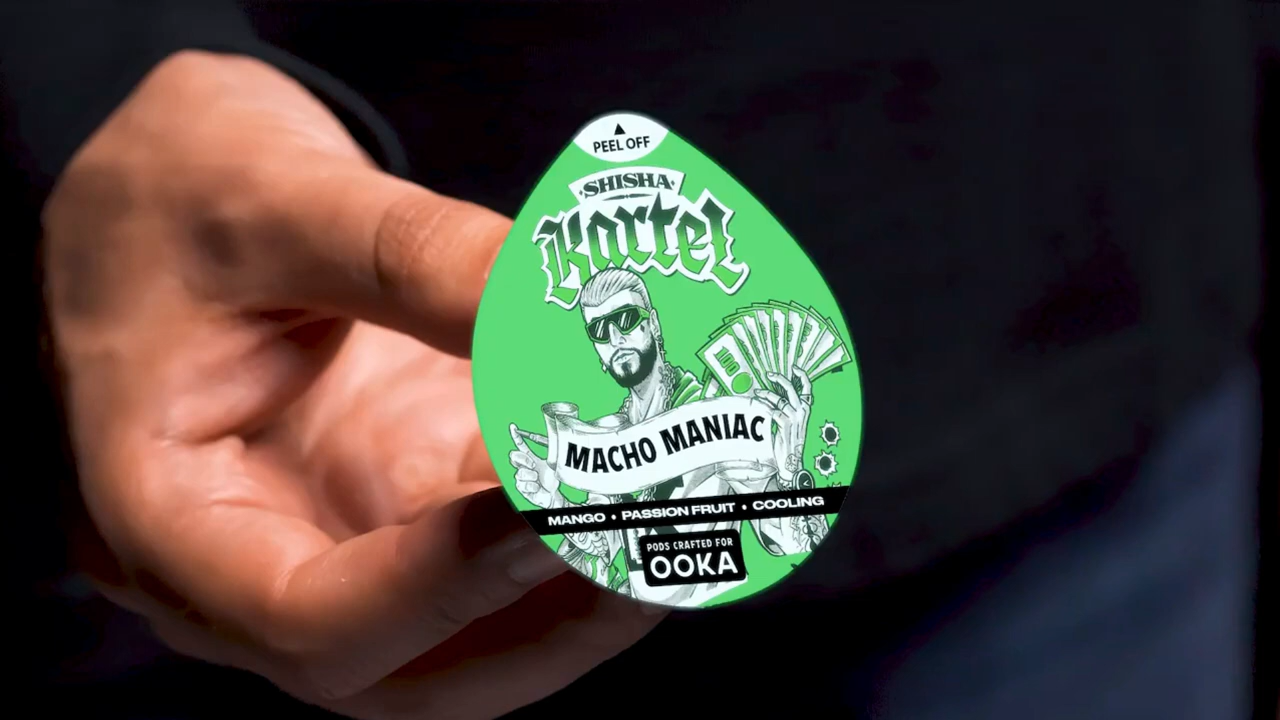 PEEL OFF
SHISHA
Kartel
MACHO MANIAC
MANGO • PASSION FRUIT • COOLING
PODS CRAFTED FOR
OOKA